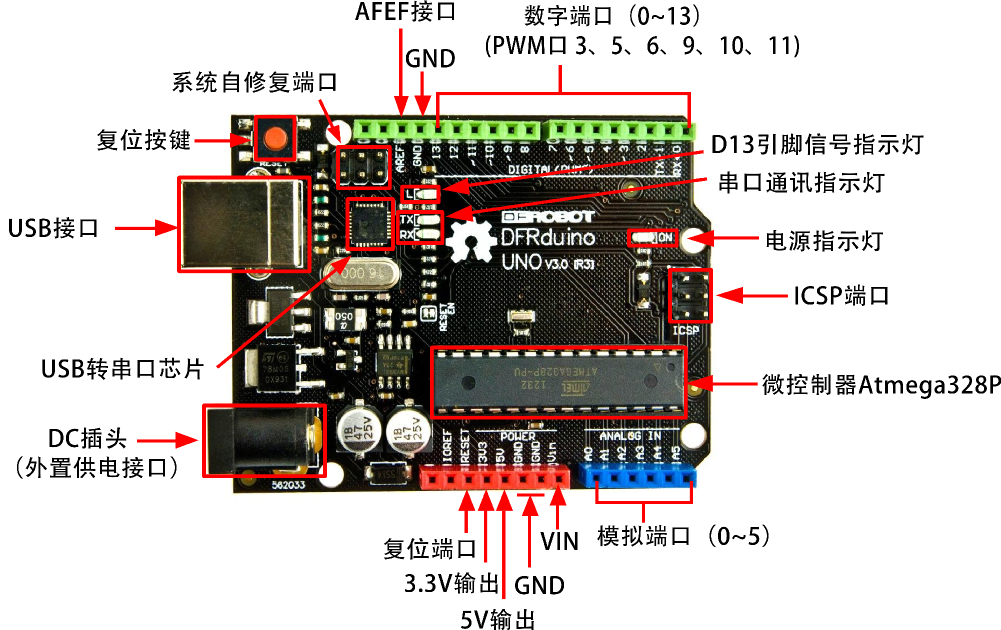 AFEF接口
数字端口（0~13）
(PWM口 3、5、6、9、10、11)
GND
系统自修复端口
复位按键
D13引脚信号指示灯
串口通讯指示灯
USB接口
电源指示灯
ICSP端口
USB转串口芯片
微控制器Atmega328P
DC插头
（外置供电接口）
模拟端口（0~5）
VIN
复位端口
3.3V输出
GND
5V输出
RESET
AREF
GND
13
12
~11
~10
~9
8
7
~6
~5
4
~3
2
TX→1
RX←0
L
TX
RX
DFROBOT
DFRduino
UNO V3.0 [R3]
ON
16.000
RESET
EN
ICSP
78M05
ATMEGA328P-PU
1232
ATMEL
1B
47
25V
1B
47
25V
IOREF
RESET
3V3
5V
GND
GND
Vin
POWER
ANALOG IN
A0
A1
A2
A3
A4
A5
562033